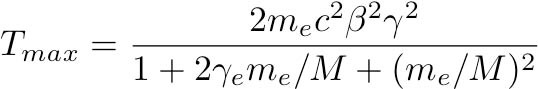 T_{max} = \frac{2m_e c^2 \beta^2 \gamma^2}{1 + 2\gamma_e m_e/M + (m_e/M)^2}